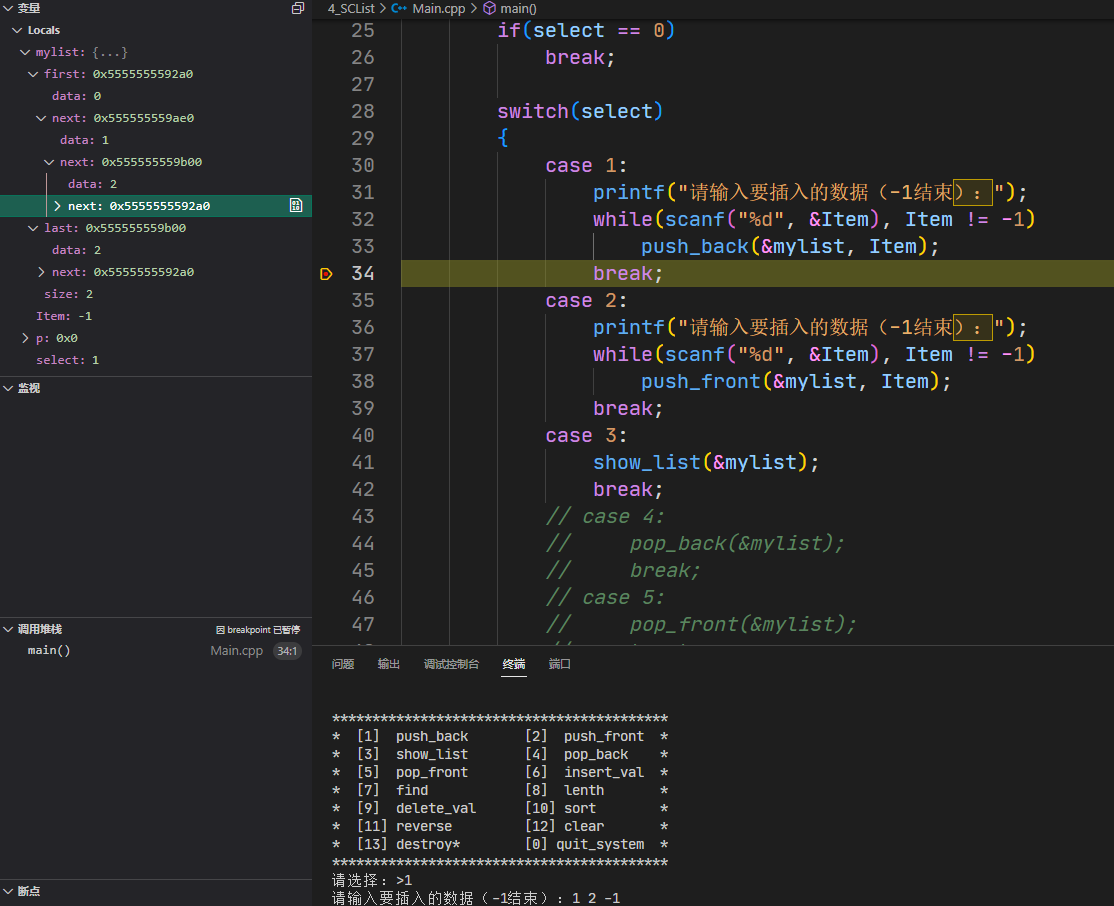 变量
Locals
mylist: {...}
first: 0x5555555592a0
data: 0
next: 0x555555559ae0
data: 1
next: 0x555555559b00
data: 2
next: 0x5555555592a0
last: 0x555555559b00
data: 2
next: 0x5555555592a0
size: 2
Item: -1
p: 0x0
select: 1
监视
调用堆栈 因 breakpoint 已暂停
main() Main.cpp 34:1
断点
4_SCList > Main.cpp > main()
25 if(select == 0)
26 break;
27
28 switch(select)
29 {
30 case 1:
31 printf("请输入要插入的数据（-1结束）：");
32 while(scanf("%d", &Item), Item != -1)
33 push_back(&mylist, Item);
34 break;
35 case 2:
36 printf("请输入要插入的数据（-1结束）：");
37 while(scanf("%d", &Item), Item != -1)
38 push_front(&mylist, Item);
39 break;
40 case 3:
41 show_list(&mylist);
42 break;
43 // case 4:
44 //     pop_back(&mylist);
45 //     break;
46 // case 5:
47 //     pop_front(&mylist);
问题 输出 调试控制台 终端 端口
******************************************
*  [1]  push_back       [2]  push_front  *
*  [3]  show_list       [4]  pop_back    *
*  [5]  pop_front       [6]  insert_val  *
*  [7]  find            [8]  lenth       *
*  [9]  delete_val      [10] sort        *
*  [11] reverse         [12] clear       *
*  [13] destroy*        [0] quit_system  *
******************************************
请选择：>1
请输入要插入的数据（-1结束）：1 2 -1